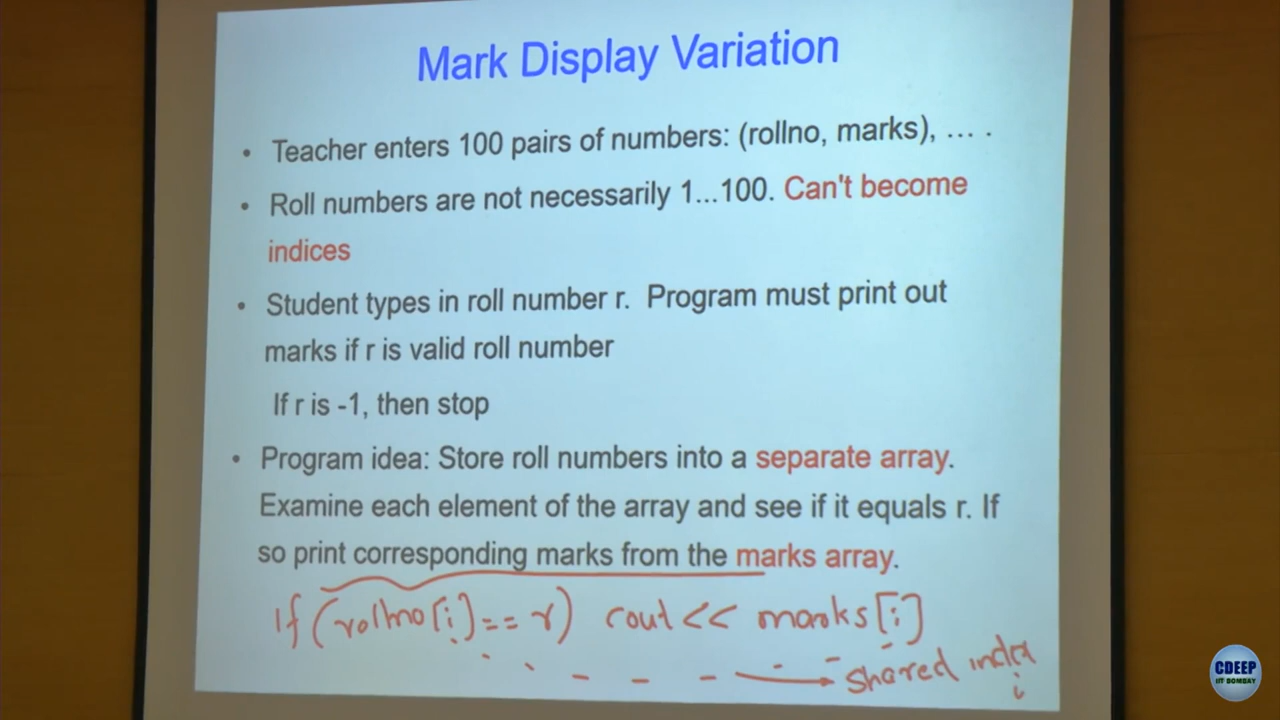 Mark Display Variation
• Teacher enters 100 pairs of numbers: (rollno, marks), ... .
• Roll numbers are not necessarily 1...100. Can't become
indices
• Student types in roll number r. Program must print out
marks if r is valid roll number
If r is -1, then stop
• Program idea: Store roll numbers into a separate array.
Examine each element of the array and see if it equals r. If
so print corresponding marks from the marks array.
If (rollno[i] == r) cout << marks[i]
shared index
i
CDEEP
IIT BOMBAY